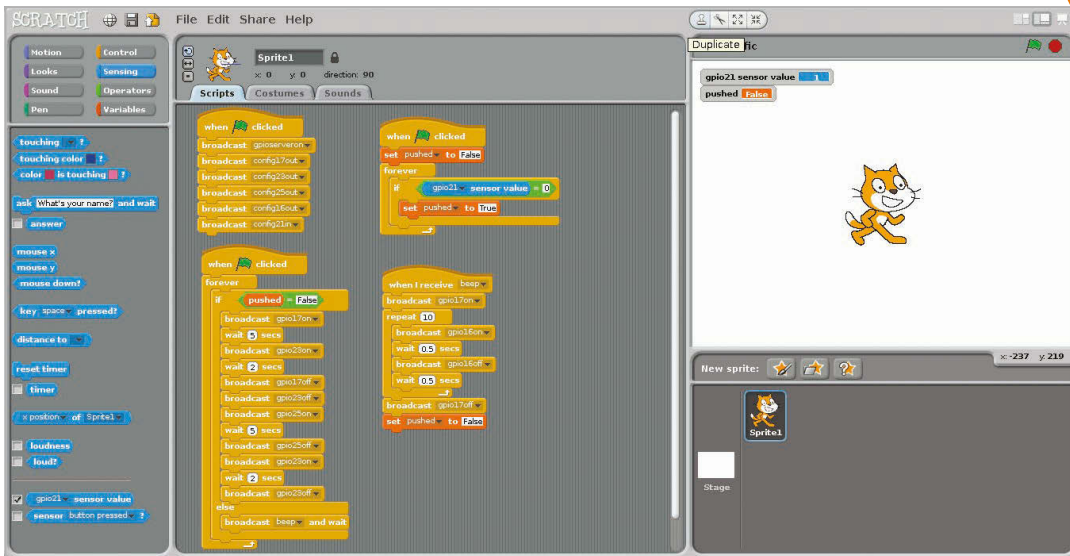 SCRATCH File Edit Share Help
Duplicate
fic
Motion Control
Looks Sensing
Sound Operators
Pen Variables
touching ?
touching color ?
color is touching ?
ask What's your name? and wait
answer
mouse x
mouse y
mouse down?
key space pressed?
distance to
reset timer
timer
x position of Sprite1
loudness
loud?
gpio21 sensor value
sensor button pressed ?
Sprite1
x: 0 y: 0 direction: 90
Scripts Costumes Sounds
when clicked
broadcast gpioserveron
broadcast config17out
broadcast config23out
broadcast config25out
broadcast config16out
broadcast config21in
when clicked
forever
if pushed = False
broadcast gpio17on
wait 5 secs
broadcast gpio23on
wait 2 secs
broadcast gpio17off
broadcast gpio23off
broadcast gpio25on
wait 5 secs
broadcast gpio25off
broadcast gpio23on
wait 2 secs
broadcast gpio23off
else
broadcast beep and wait
when clicked
set pushed to False
forever
if gpio21 sensor value = 0
set pushed to True
when I receive beep
broadcast gpio17on
repeat 10
broadcast gpio16on
wait 0.5 secs
broadcast gpio16off
wait 0.5 secs
broadcast gpio17off
set pushed to False
gpio21 sensor value 1
pushed False
x: -237 y: 219
New sprite:
Sprite1
Stage